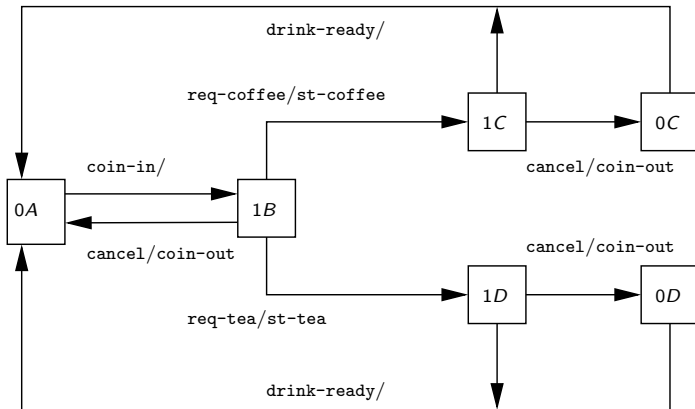 drink-ready/
req-coffee/st-coffee
1C
0C
coin-in/
cancel/coin-out
0A
1B
cancel/coin-out
cancel/coin-out
1D
0D
req-tea/st-tea
drink-ready/